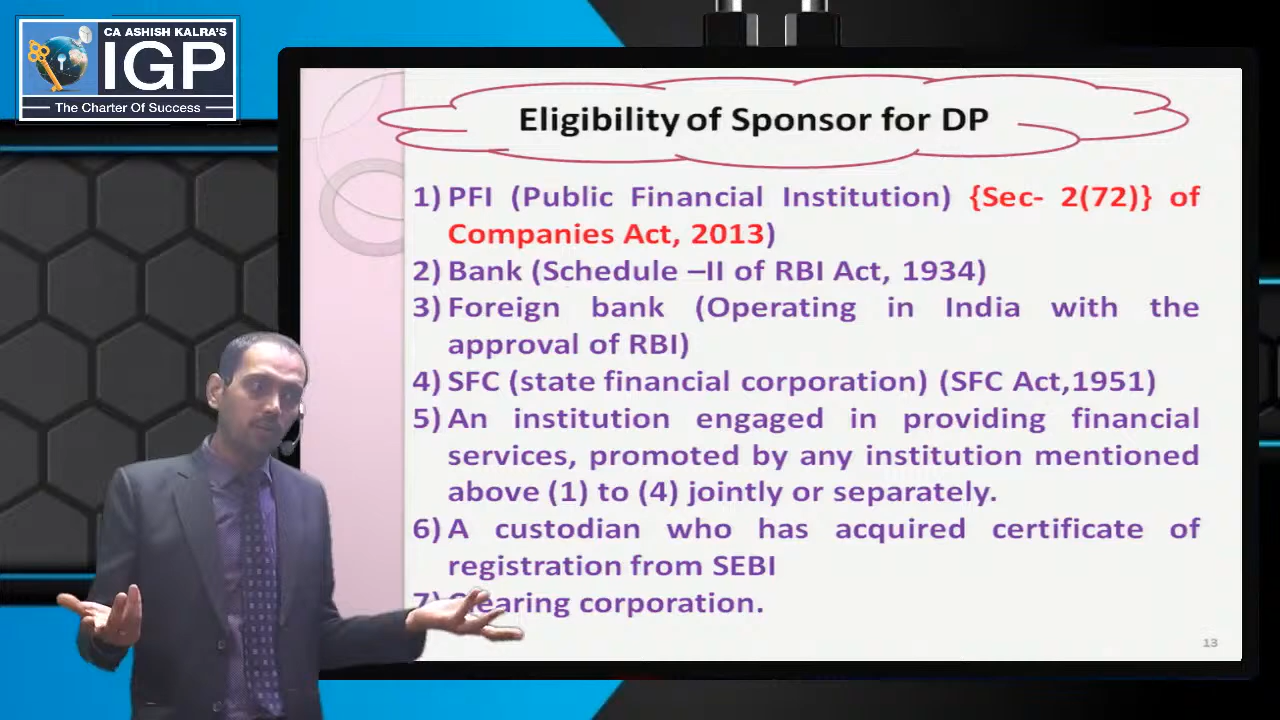 CA ASHISH KALRA'S
IGP
The Charter Of Success
Eligibility of Sponsor for DP
1) PFI (Public Financial Institution) {Sec- 2(72)} of
Companies Act, 2013)
2) Bank (Schedule –II of RBI Act, 1934)
3) Foreign bank (Operating in India with the
approval of RBI)
4) SFC (state financial corporation) (SFC Act,1951)
5) An institution engaged in providing financial
services, promoted by any institution mentioned
above (1) to (4) jointly or separately.
6) A custodian who has acquired certificate of
registration from SEBI
7) Clearing corporation.
13